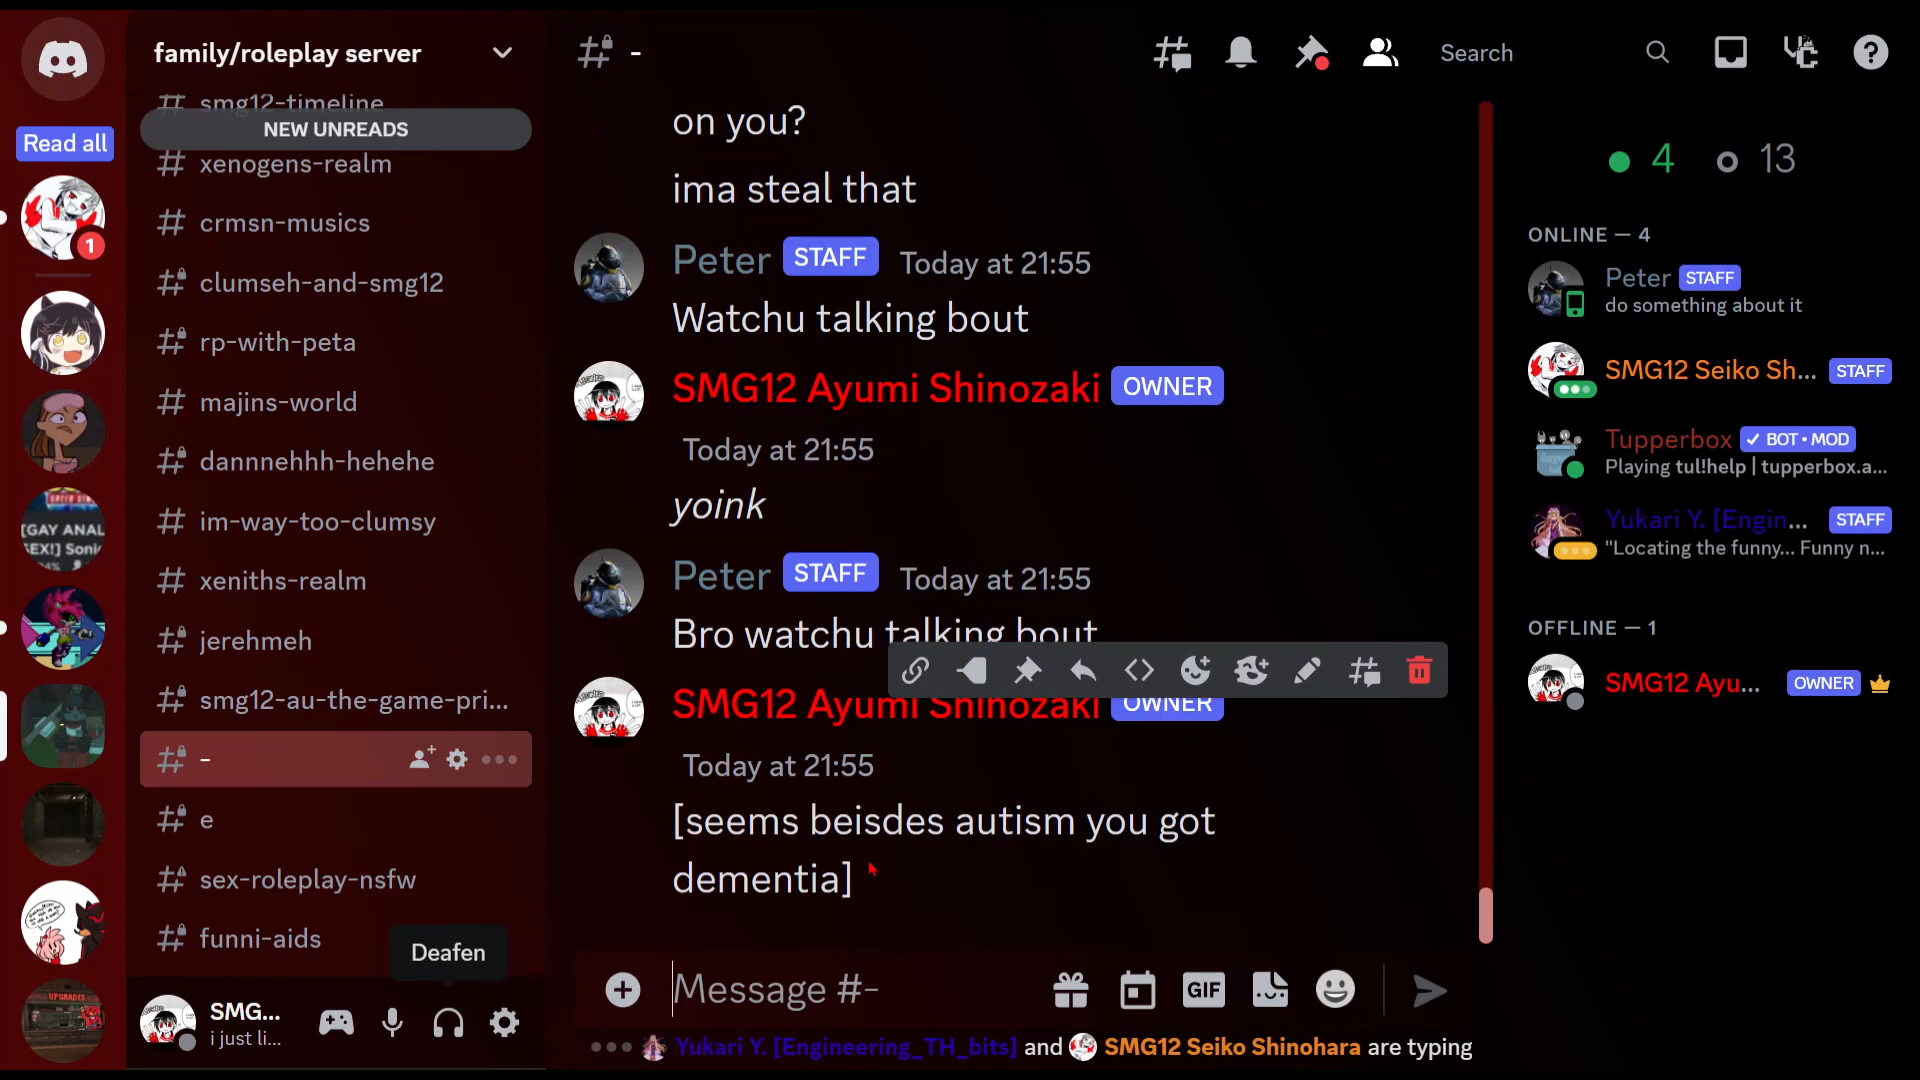 family/roleplay server
smg12-timeline
NEW UNREADS
Read all
xenogens-realm
1
crmsn-musics
clumseh-and-smg12
rp-with-peta
majins-world
dannnehhh-hehehe
im-way-too-clumsy
[GAY ANAL
SEX!] Soni
xeniths-realm
jerehmeh
smg12-au-the-game-pri...
-
e
sex-roleplay-nsfw
funni-aids
Deafen
UPGRADES
SMG...
i just li...
-
Search
on you?
ima steal that
Peter STAFF Today at 21:55
Watchu talking bout
SMG12 Ayumi Shinozaki OWNER
Today at 21:55
yoink
Peter STAFF Today at 21:55
Bro watchu talking bout
SMG12 Ayumi Shinozaki OWNER
Today at 21:55
[seems beisdes autism you got
dementia]
Message #-
GIF
Yukari Y. [Engineering_TH_bits] and SMG12 Seiko Shinohara are typing
4 13
ONLINE — 4
Peter STAFF
do something about it
SMG12 Seiko Sh... STAFF
Tupperbox BOT • MOD
Playing tul!help | tupperbox.a...
Yukari Y. [Engin... STAFF
"Locating the funny... Funny n...
OFFLINE — 1
SMG12 Ayu... OWNER